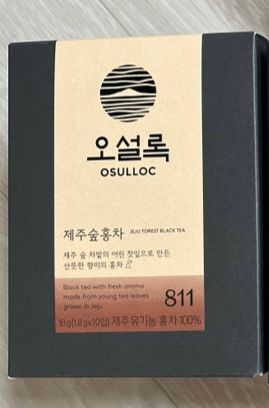 오설록
OSULLOC
제주숲홍차 JEJU FOREST BLACK TEA
제주 숲 차밭의 어린 찻잎으로 만든
산뜻한 향미의 홍차
Black tea with fresh aroma
made from young tea leaves
grown in Jeju
811
18g(1.8g×10입) 제주유기농 홍차 100%